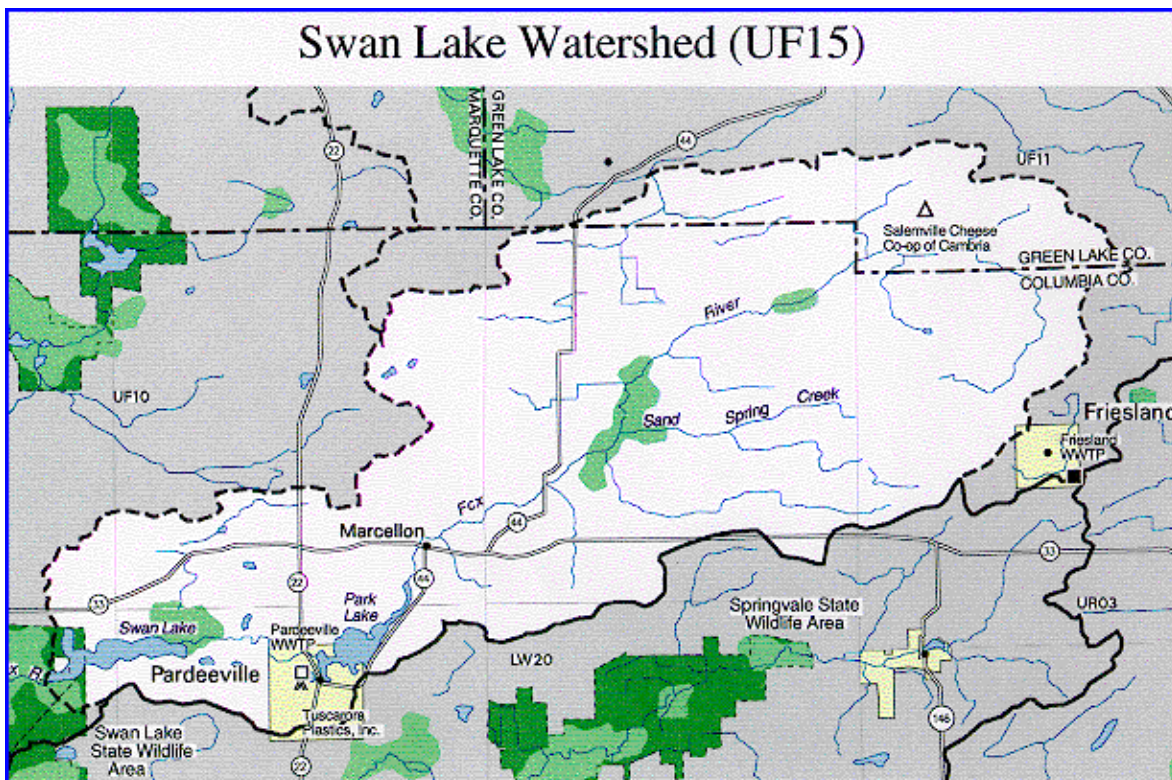 Swan Lake Watershed (UF15)
MARQUETTE CO.
GREEN LAKE CO.
44
22
UF11
Salemville Cheese
Co-op of Cambria
GREEN LAKE CO.
COLUMBIA CO.
River
UF10
Sand Spring Creek
Friesland
Friesland
WWTP
Fox
44
Marcellon
33
22
44
33
Park
Lake
Swan Lake
Springvale State
Wildlife Area
UR03
Pardeeville
WWTP
LW20
Pardeeville
x R.
Tuscarora
Plastics, Inc.
146
Swan Lake
State Wildlife
Area
22